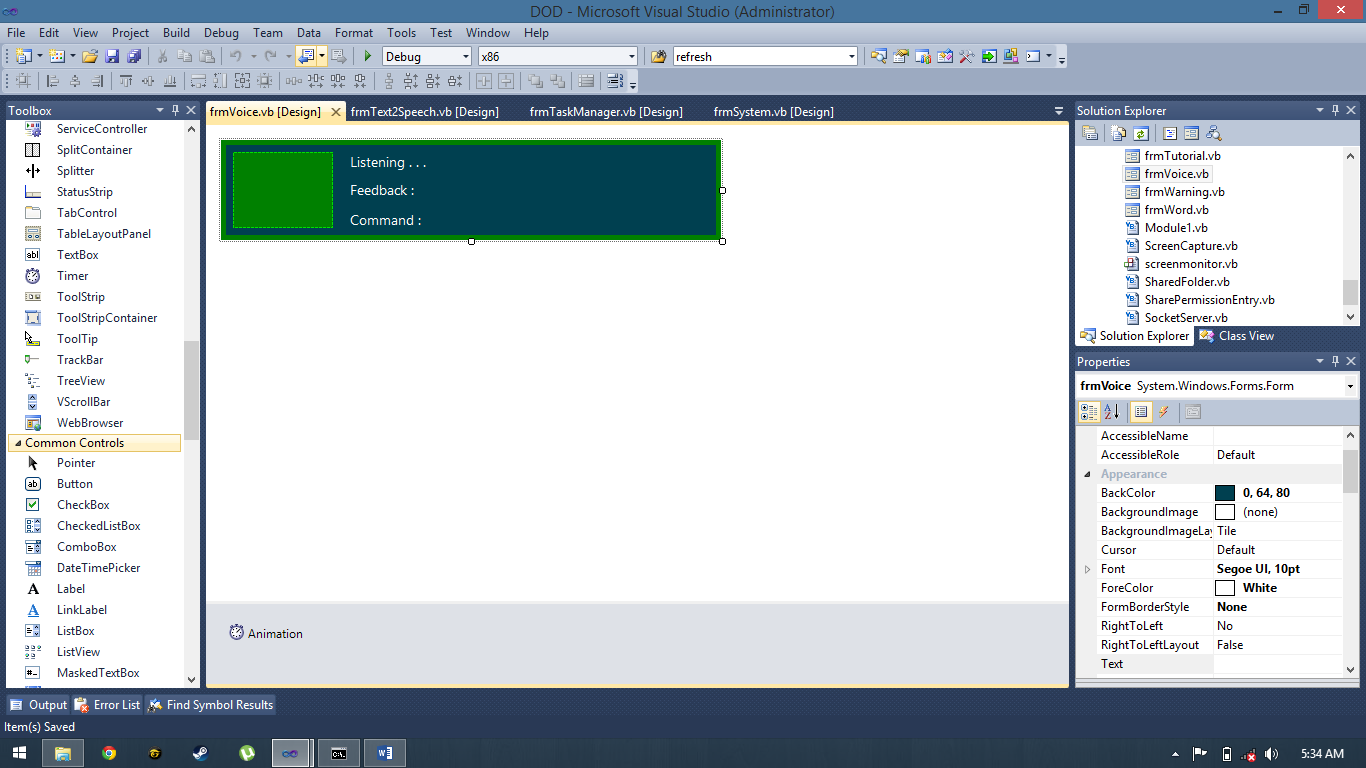 DOD - Microsoft Visual Studio (Administrator)
File Edit View Project Build Debug Team Data Format Tools Test Window Help
Debug x86 refresh
Toolbox
ServiceController
SplitContainer
Splitter
StatusStrip
TabControl
TableLayoutPanel
TextBox
Timer
ToolStrip
ToolStripContainer
ToolTip
TrackBar
TreeView
VScrollBar
WebBrowser
Common Controls
Pointer
Button
CheckBox
CheckedListBox
ComboBox
DateTimePicker
Label
LinkLabel
ListBox
ListView
MaskedTextBox
frmVoice.vb [Design] frmText2Speech.vb [Design] frmTaskManager.vb [Design] frmSystem.vb [Design]
Listening . . .
Feedback :
Command :
Animation
Solution Explorer
frmTutorial.vb
frmVoice.vb
frmWarning.vb
frmWord.vb
Module1.vb
ScreenCapture.vb
screenmonitor.vb
SharedFolder.vb
SharePermissionEntry.vb
SocketServer.vb
Solution Explorer Class View
Properties
frmVoice System.Windows.Forms.Form
AccessibleName
AccessibleRole Default
Appearance
BackColor 0, 64, 80
BackgroundImage (none)
BackgroundImageLay Tile
Cursor Default
Font Segoe UI, 10pt
ForeColor White
FormBorderStyle None
RightToLeft No
RightToLeftLayout False
Text
Output Error List Find Symbol Results
Item(s) Saved
5:34 AM